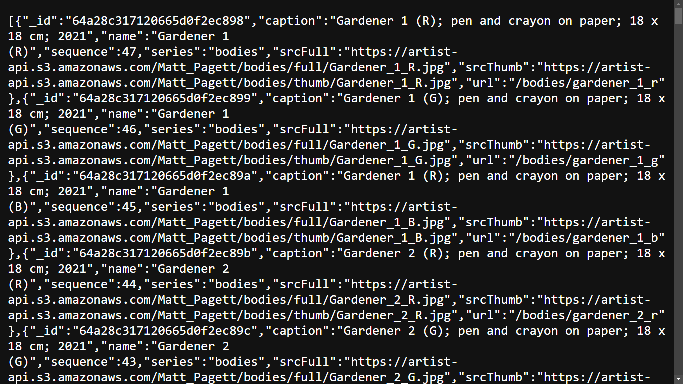 [{"_id":"64a28c317120665d0f2ec898","caption":"Gardener 1 (R); pen and crayon on paper; 18 x
18 cm; 2021","name":"Gardener 1
(R)","sequence":47,"series":"bodies","srcFull":"https://artist-
api.s3.amazonaws.com/Matt_Pagett/bodies/full/Gardener_1_R.jpg","srcThumb":"https://artist-
api.s3.amazonaws.com/Matt_Pagett/bodies/thumb/Gardener_1_R.jpg","url":"/bodies/gardener_1_r"
},{"_id":"64a28c317120665d0f2ec899","caption":"Gardener 1 (G); pen and crayon on paper; 18 x
18 cm; 2021","name":"Gardener 1
(G)","sequence":46,"series":"bodies","srcFull":"https://artist-
api.s3.amazonaws.com/Matt_Pagett/bodies/full/Gardener_1_G.jpg","srcThumb":"https://artist-
api.s3.amazonaws.com/Matt_Pagett/bodies/thumb/Gardener_1_G.jpg","url":"/bodies/gardener_1_g"
},{"_id":"64a28c317120665d0f2ec89a","caption":"Gardener 1 (R); pen and crayon on paper; 18 x
18 cm; 2021","name":"Gardener 1
(B)","sequence":45,"series":"bodies","srcFull":"https://artist-
api.s3.amazonaws.com/Matt_Pagett/bodies/full/Gardener_1_B.jpg","srcThumb":"https://artist-
api.s3.amazonaws.com/Matt_Pagett/bodies/thumb/Gardener_1_B.jpg","url":"/bodies/gardener_1_b"
},{"_id":"64a28c317120665d0f2ec89b","caption":"Gardener 2 (R); pen and crayon on paper; 18 x
18 cm; 2021","name":"Gardener 2
(R)","sequence":44,"series":"bodies","srcFull":"https://artist-
api.s3.amazonaws.com/Matt_Pagett/bodies/full/Gardener_2_R.jpg","srcThumb":"https://artist-
api.s3.amazonaws.com/Matt_Pagett/bodies/thumb/Gardener_2_R.jpg","url":"/bodies/gardener_2_r"
},{"_id":"64a28c317120665d0f2ec89c","caption":"Gardener 2 (G); pen and crayon on paper; 18 x
18 cm; 2021","name":"Gardener 2
(G)","sequence":43,"series":"bodies","srcFull":"https://artist-
api.s3.amazonaws.com/Matt_Pagett/bodies/full/Gardener_2_G.jpg","srcThumb":"https://artist-